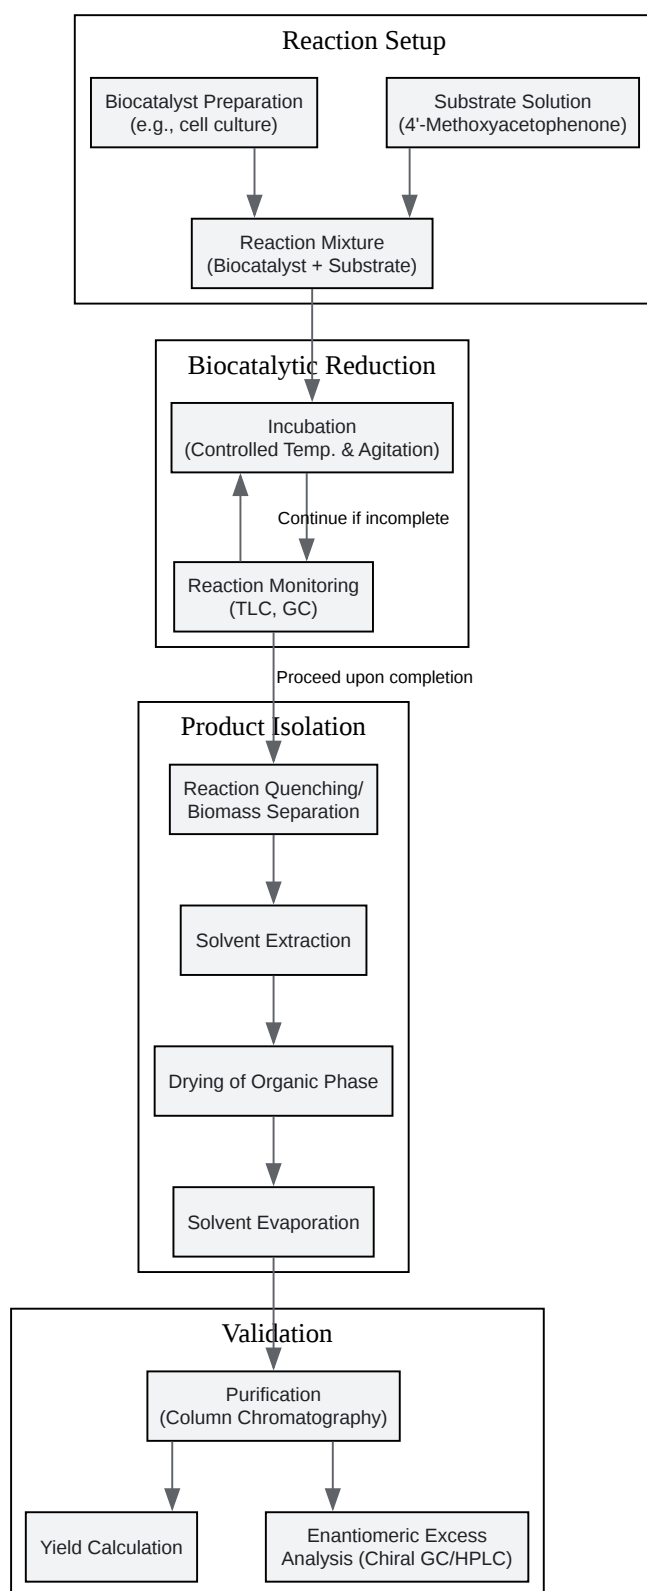 Reaction Setup
Biocatalyst Preparation
(e.g., cell culture)
Substrate Solution
(4'-Methoxyacetophenone)
Reaction Mixture
(Biocatalyst + Substrate)
Biocatalytic Reduction
Incubation
(Controlled Temp. & Agitation)
Continue if incomplete
Reaction Monitoring
(TLC, GC)
Proceed upon completion
Product Isolation
Reaction Quenching/
Biomass Separation
Solvent Extraction
Drying of Organic Phase
Solvent Evaporation
Validation
Purification
(Column Chromatography)
Yield Calculation
Enantiomeric Excess
Analysis (Chiral GC/HPLC)